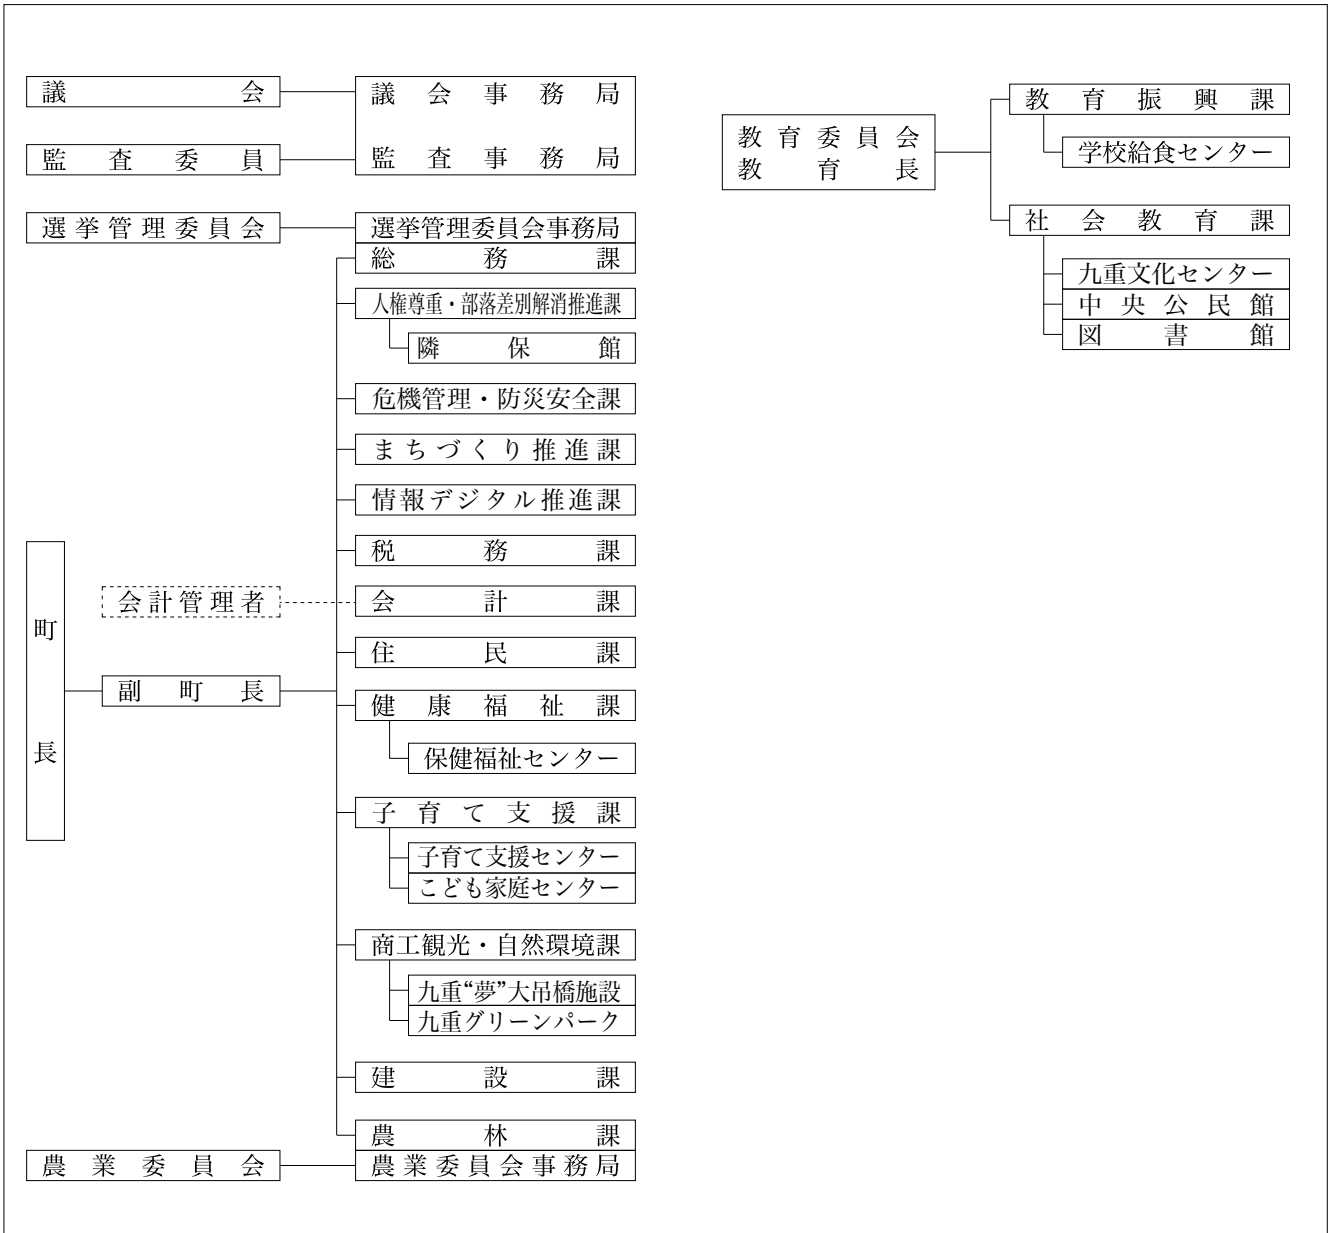 議会
議会事務局
監査委員
監査事務局
選挙管理委員会
選挙管理委員会事務局
総務課
人権尊重・部落差別解消推進課
隣保館
危機管理・防災安全課
まちづくり推進課
情報デジタル推進課
税務課
会計管理者
会計課
住民課
町長
副町長
健康福祉課
保健福祉センター
子育て支援課
子育て支援センター
こども家庭センター
商工観光・自然環境課
九重“夢”大吊橋施設
九重グリーンパーク
建設課
農林課
農業委員会
農業委員会事務局
教育委員会
教育長
教育振興課
学校給食センター
社会教育課
九重文化センター
中央公民館
図書館